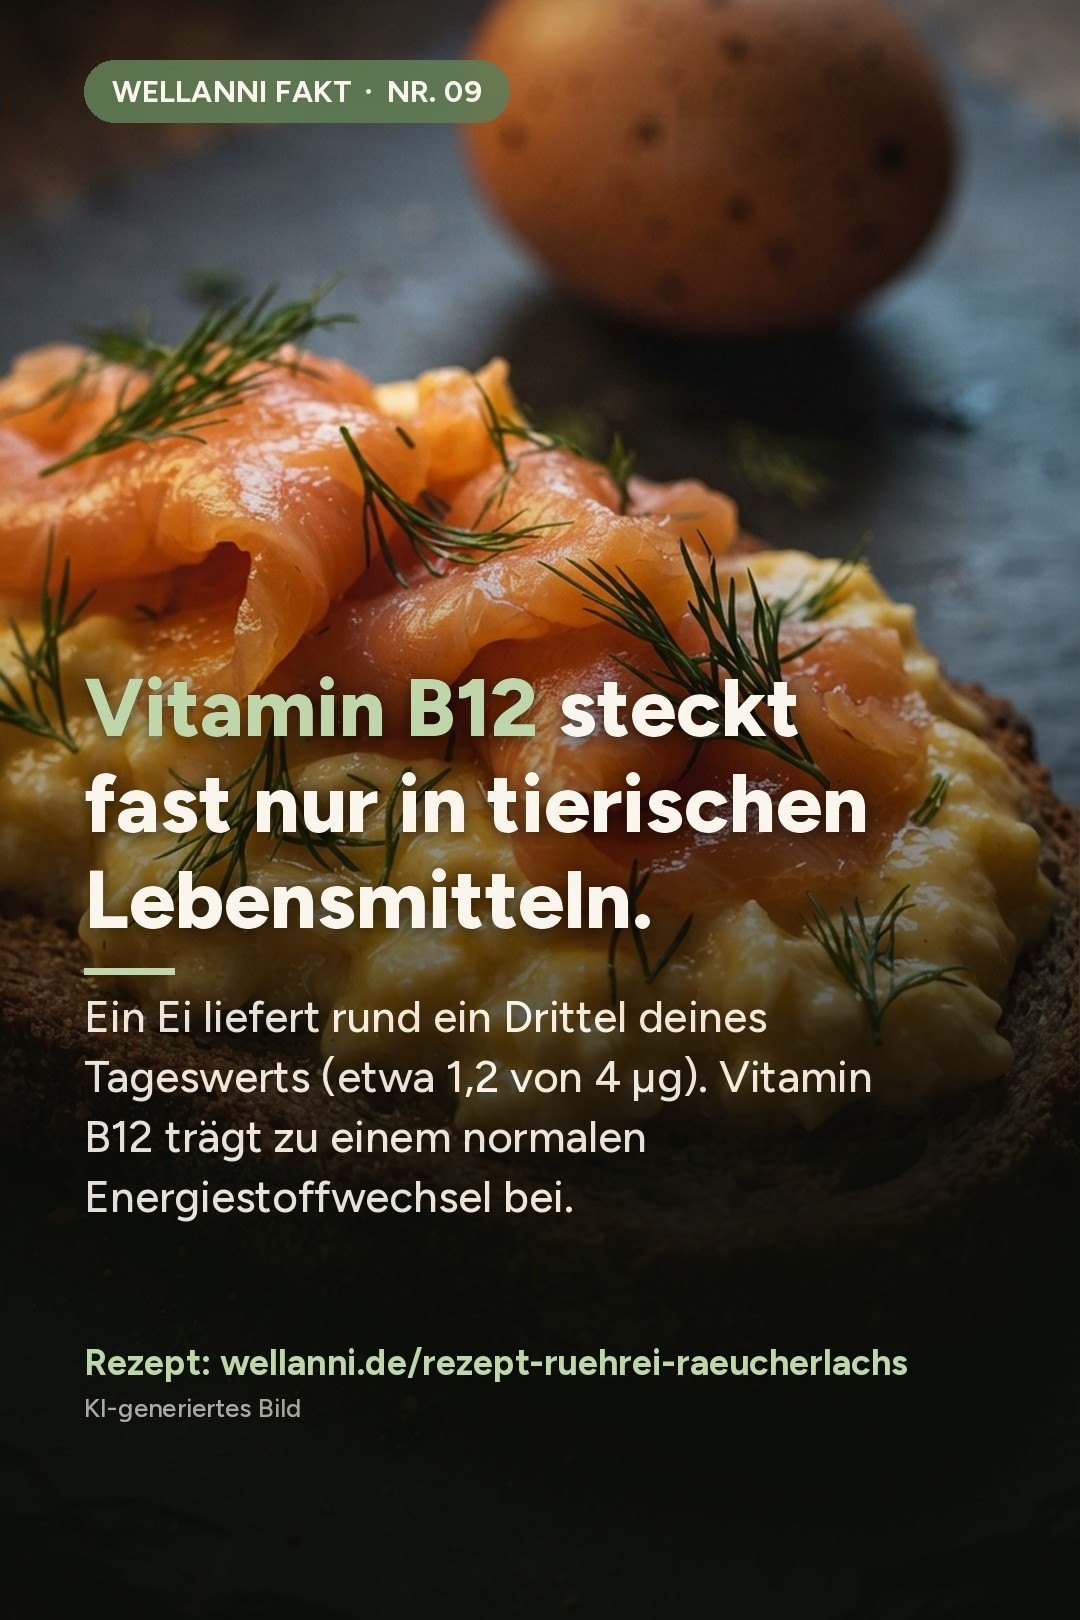 WELLANNI FAKT · NR. 09
Vitamin B12 steckt
fast nur in tierischen
Lebensmitteln.
Ein Ei liefert rund ein Drittel deines
Tageswerts (etwa 1,2 von 4 µg). Vitamin
B12 trägt zu einem normalen
Energiestoffwechsel bei.
Rezept: wellanni.de/rezept-ruehrei-raeucherlachs
KI-generiertes Bild